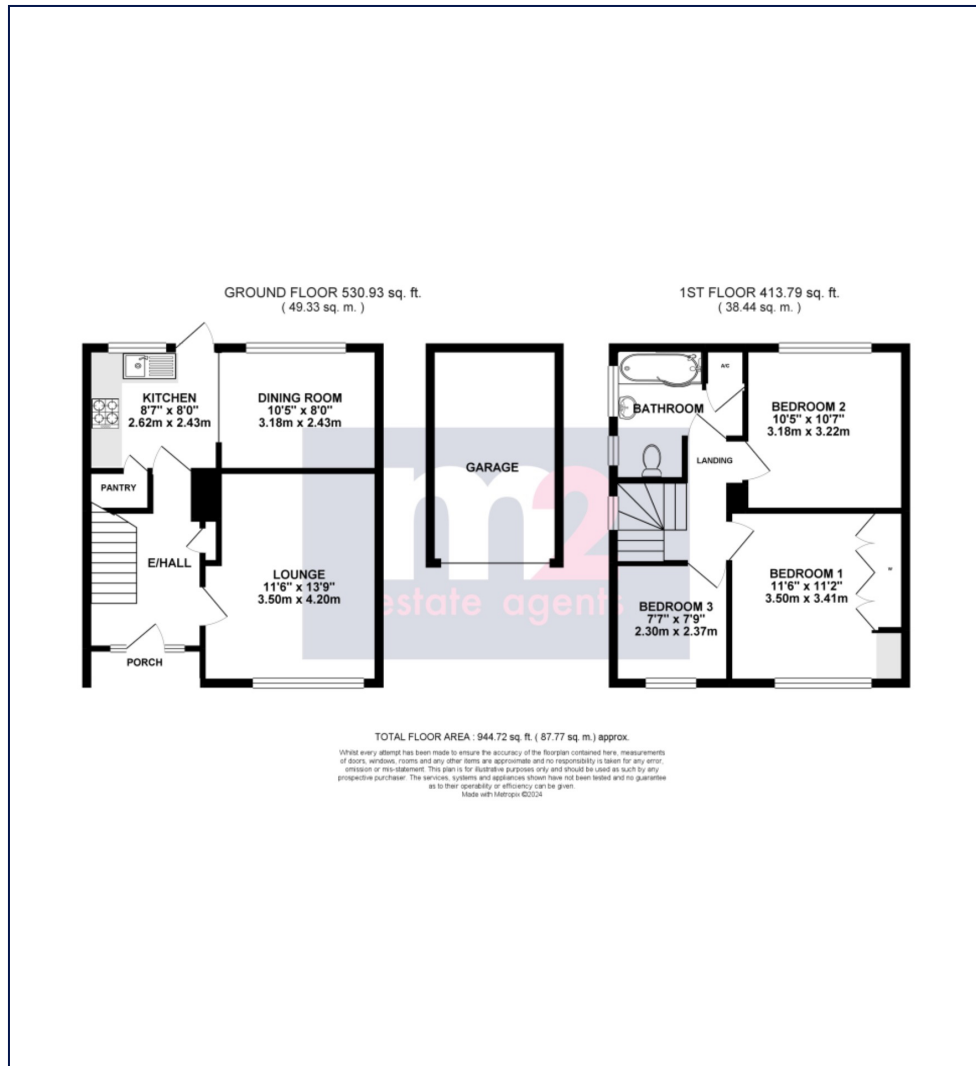 GROUND FLOOR 530.93 sq. ft.
( 49.33 sq. m. )
1ST FLOOR 413.79 sq. ft.
( 38.44 sq. m. )
KITCHEN
8'7" x 8'0"
2.62m x 2.43m
DINING ROOM
10'5" x 8'0"
3.18m x 2.43m
PANTRY
E/HALL
LOUNGE
11'6" x 13'9"
3.50m x 4.20m
PORCH
GARAGE
m2
estate agents
A/C
BATHROOM
LANDING
BEDROOM 2
10'5" x 10'7"
3.18m x 3.22m
BEDROOM 1
11'6" x 11'2"
3.50m x 3.41m
BEDROOM 3
7'7" x 7'9"
2.30m x 2.37m
TOTAL FLOOR AREA : 944.72 sq. ft. ( 87.77 sq. m.) approx.
Whilst every attempt has been made to ensure the accuracy of the floorplan contained here, measurements
of doors, windows, rooms and any other items are approximate and no responsibility is taken for any error,
omission or mis-statement. This plan is for illustrative purposes only and should be used as such by any
prospective purchaser. The services, systems and appliances shown have not been tested and no guarantee
as to their operability or efficiency can be given.
Made with Metropix ©2024